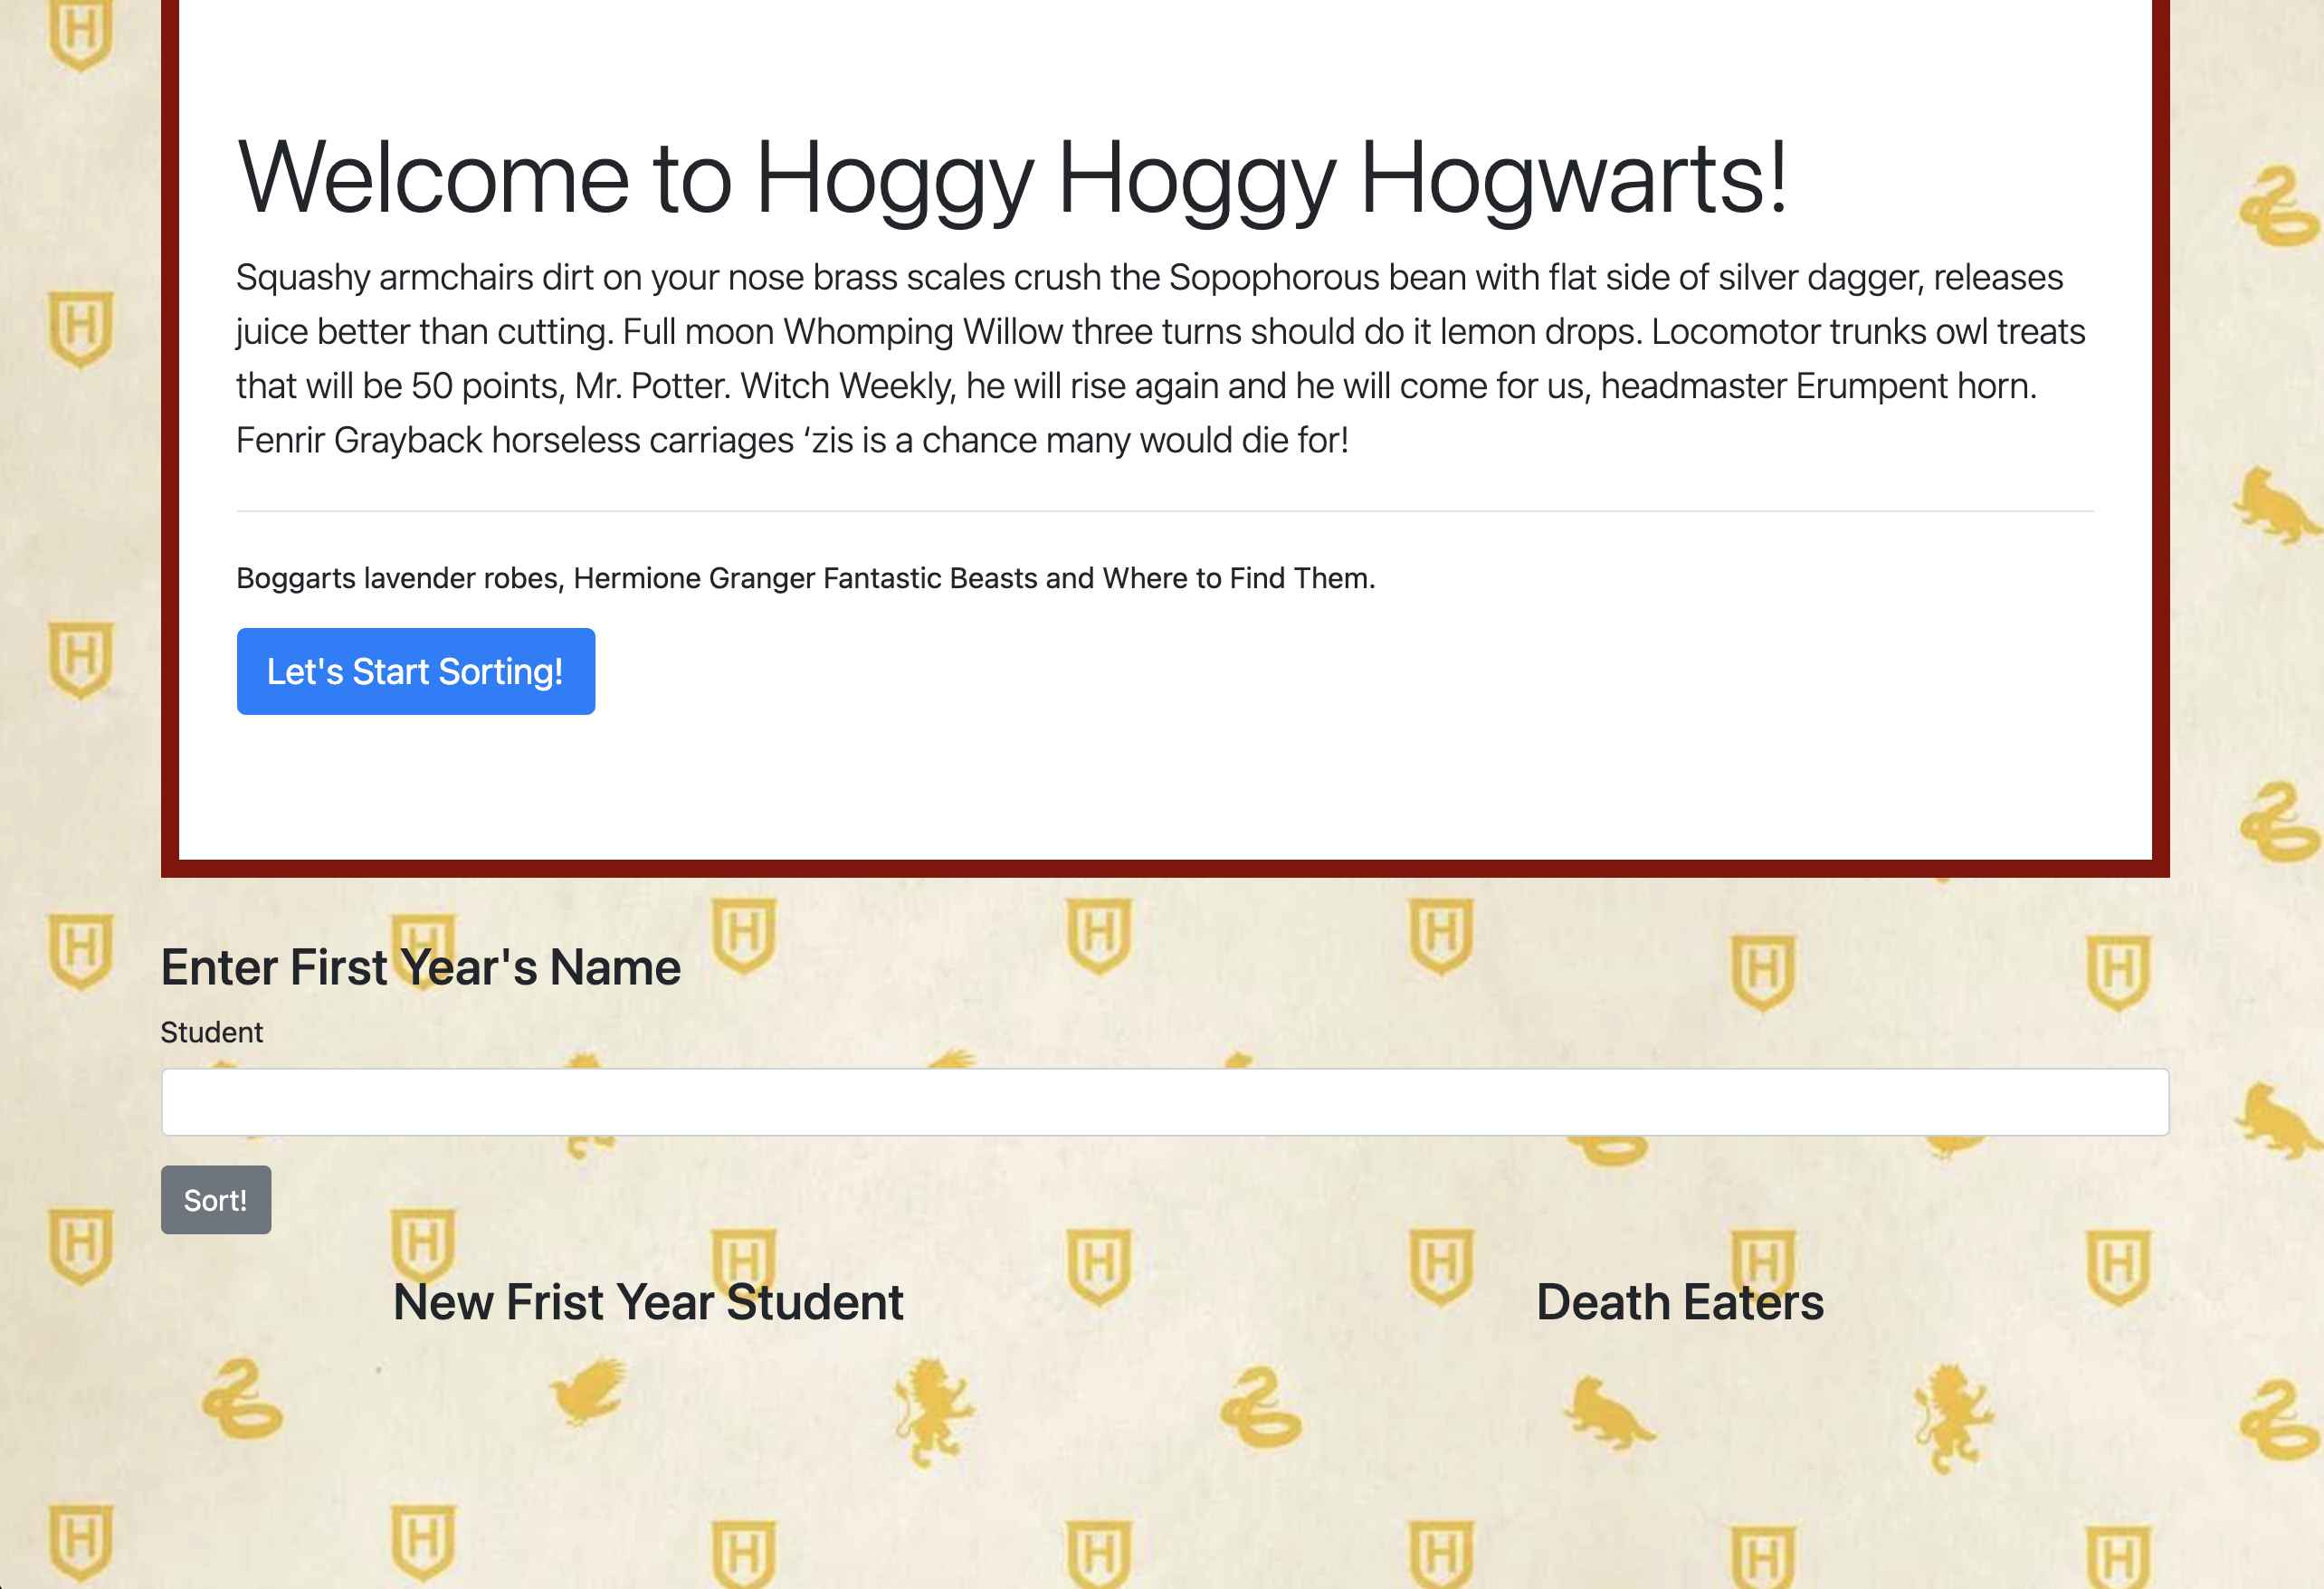 Welcome to Hoggy Hoggy Hogwarts!
Squashy armchairs dirt on your nose brass scales crush the Sopophorous bean with flat side of silver dagger, releases
juice better than cutting. Full moon Whomping Willow three turns should do it lemon drops. Locomotor trunks owl treats
that will be 50 points, Mr. Potter. Witch Weekly, he will rise again and he will come for us, headmaster Erumpent horn.
Fenrir Grayback horseless carriages ‘zis is a chance many would die for!
Boggarts lavender robes, Hermione Granger Fantastic Beasts and Where to Find Them.
Let's Start Sorting!
Enter First Year's Name
Student
Sort!
New Frist Year Student
Death Eaters